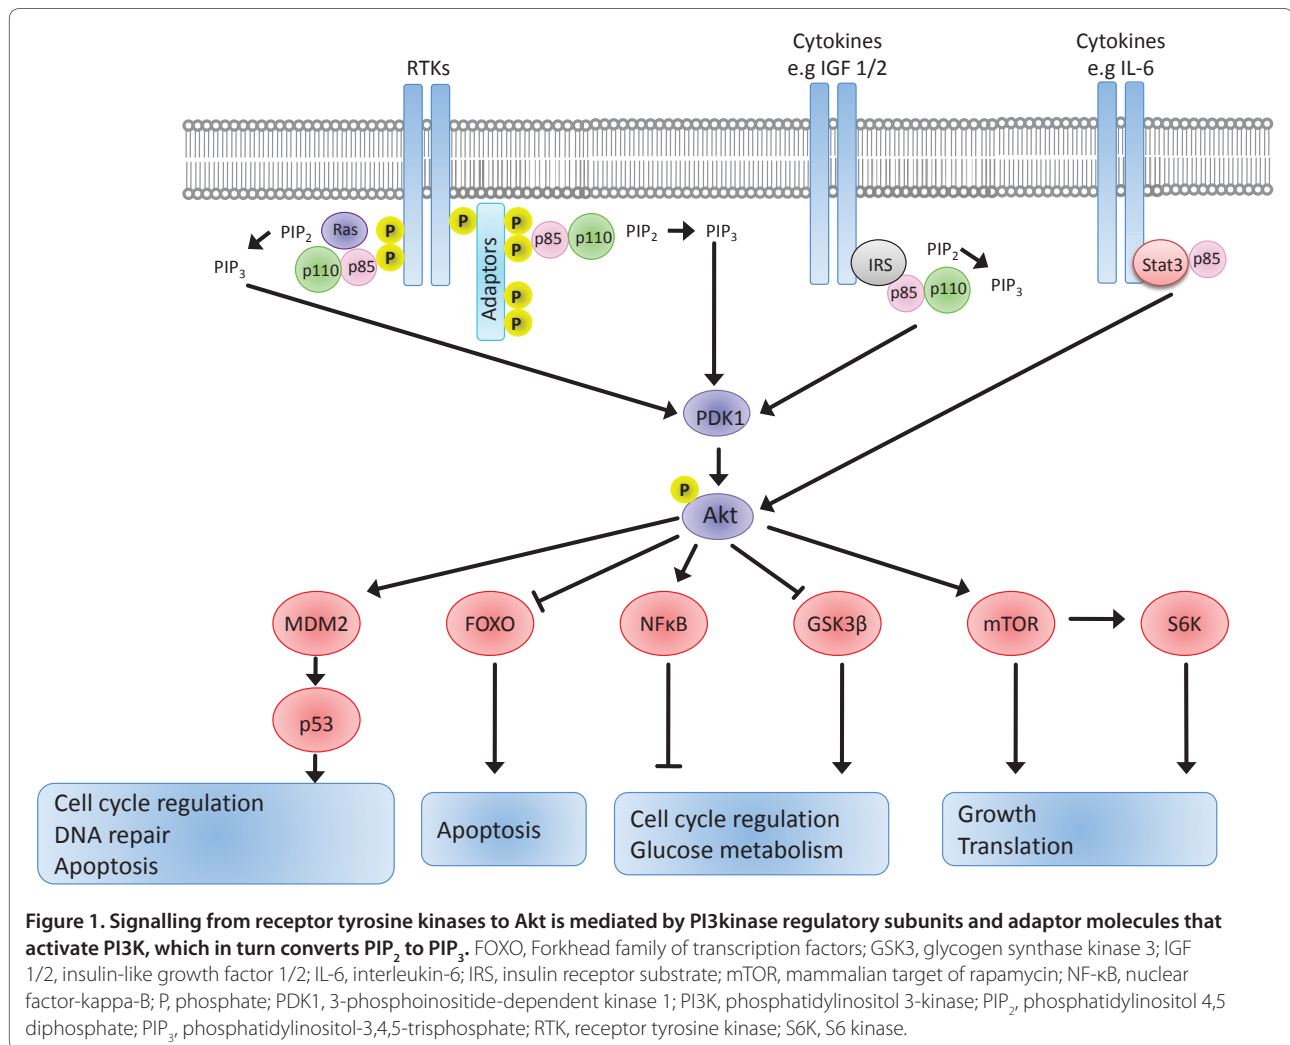 RTKs
Cytokines
e.g IGF 1/2
Cytokines
e.g IL-6
PIP2
Ras
P
P
PIP3
p110
p85
P
Adaptors
P
P
P
P
p85
p110
PIP2
PIP3
IRS
p85
p110
PIP2
PIP3
Stat3
p85
PDK1
P
Akt
MDM2
FOXO
NFκB
GSK3β
mTOR
S6K
p53
Cell cycle regulation
DNA repair
Apoptosis
Apoptosis
Cell cycle regulation
Glucose metabolism
Growth
Translation
Figure 1. Signalling from receptor tyrosine kinases to Akt is mediated by PI3kinase regulatory subunits and adaptor molecules that
activate PI3K, which in turn converts PIP2 to PIP3. FOXO, Forkhead family of transcription factors; GSK3, glycogen synthase kinase 3; IGF
1/2, insulin-like growth factor 1/2; IL-6, interleukin-6; IRS, insulin receptor substrate; mTOR, mammalian target of rapamycin; NF-κB, nuclear
factor-kappa-B; P, phosphate; PDK1, 3-phosphoinositide-dependent kinase 1; PI3K, phosphatidylinositol 3-kinase; PIP2, phosphatidylinositol 4,5
diphosphate; PIP3, phosphatidylinositol-3,4,5-trisphosphate; RTK, receptor tyrosine kinase; S6K, S6 kinase.